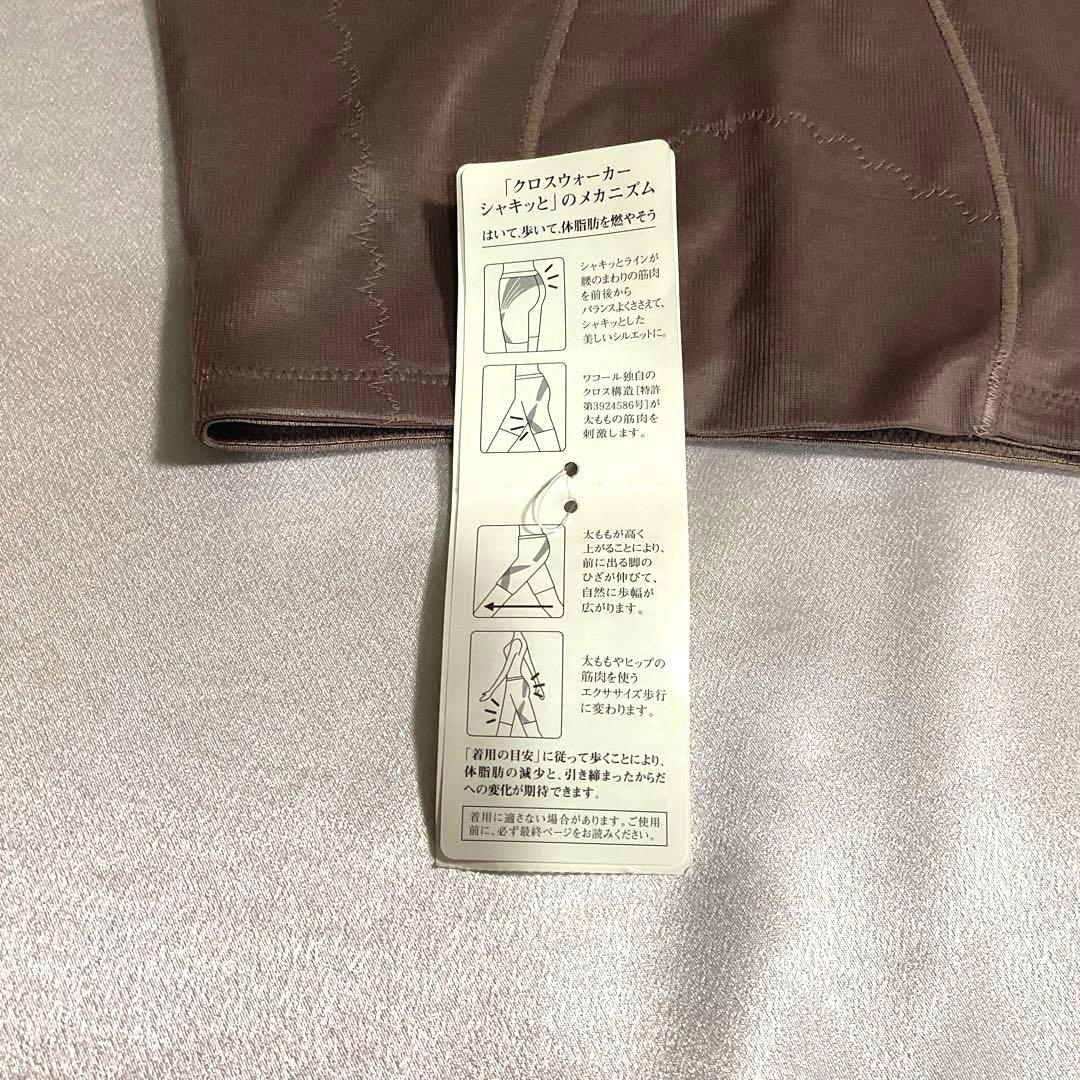 「クロスウォーカー
シャキッと」のメカニズム
はいて、歩いて、体脂肪を燃やそう
シャキッとラインが
腰のまわりの筋肉
を前後から
バランスよくささえて、
シャキッとした
美しいシルエットに。
ワコール独自の
クロス構造[特許
第3924586号]が
太ももの筋肉を
刺激します。
太ももが高く
上がることにより、
前に出る脚の
ひざが伸びて、
自然に歩幅が
広がります。
太ももやヒップの
筋肉を使う
エクササイズ歩行
に変わります。
「着用の目安」に従って歩くことにより、
体脂肪の減少と、引き締まったからだ
への変化が期待できます。
着用に適さない場合があります。ご使用
前に、必ず最終ページをお読みください。